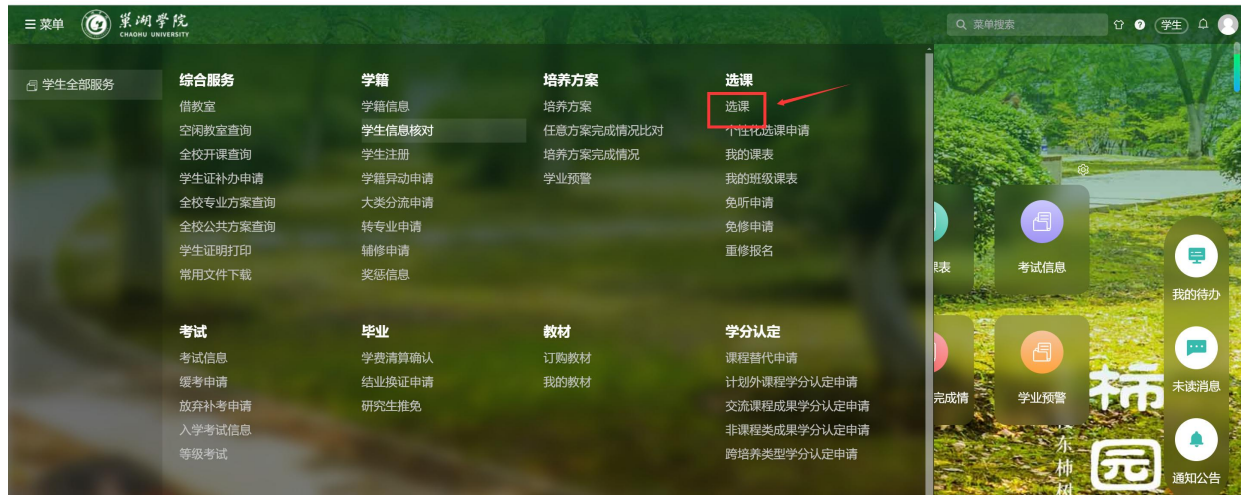 菜单
巢湖学院
CHAOHU UNIVERSITY
菜单搜索
学生
学生全部服务
综合服务
借教室
空闲教室查询
全校开课查询
学生证补办申请
全校专业方案查询
全校公共方案查询
学生证明打印
常用文件下载
学籍
学籍信息
学生信息核对
学生注册
学籍异动申请
大类分流申请
转专业申请
辅修申请
奖惩信息
培养方案
培养方案
任意方案完成情况比对
培养方案完成情况
学业预警
选课
选课
个性化选课申请
我的课表
我的班级课表
免听申请
免修申请
重修报名
考试
考试信息
缓考申请
放弃补考申请
入学考试信息
等级考试
毕业
学费清算确认
结业换证申请
研究生推免
教材
订购教材
我的教材
学分认定
课程替代申请
计划外课程学分认定申请
交流课程成果学分认定申请
非课程类成果学分认定申请
跨培养类型学分认定申请
课表
考试信息
完成情
学业预警
我的待办
未读消息
通知公告
柿
园
东柿树